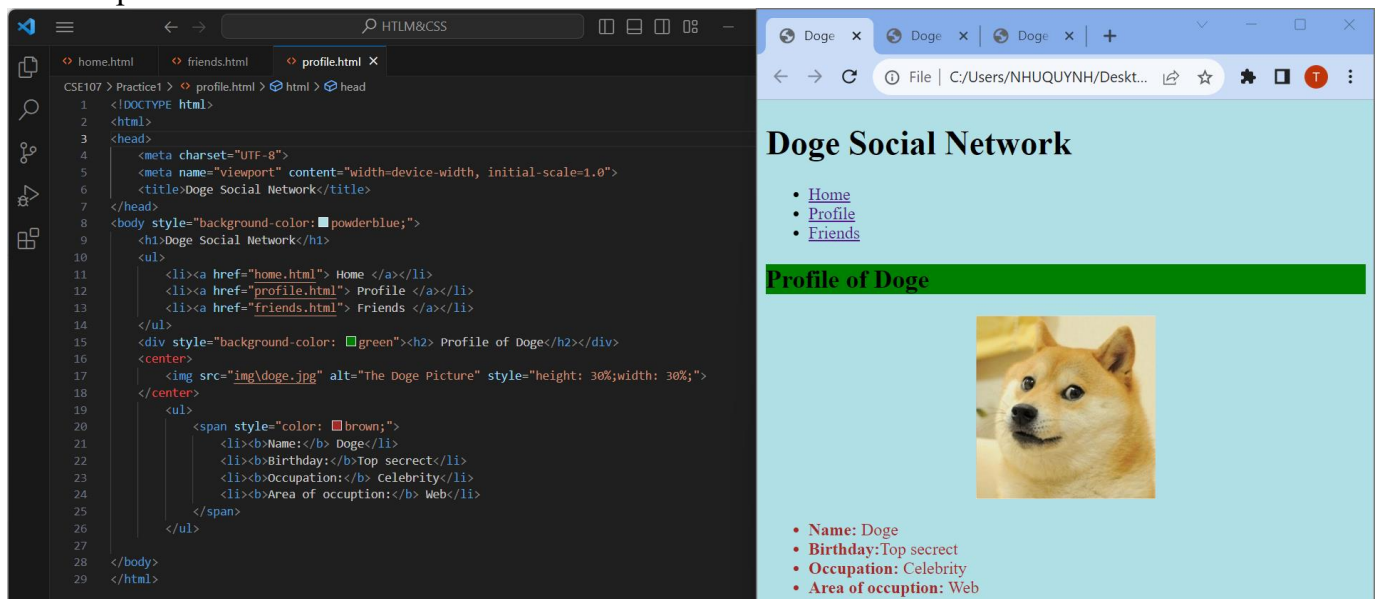 HTLM&CSS
home.html friends.html profile.html
CSE107 > Practice1 > profile.html > html > head
1 <!DOCTYPE html>
2 <html>
3 <head>
4 <meta charset="UTF-8">
5 <meta name="viewport" content="width=device-width, initial-scale=1.0">
6 <title>Doge Social Network</title>
7 </head>
8 <body style="background-color: powderblue;">
9 <h1>Doge Social Network</h1>
10 <ul>
11 <li><a href="home.html"> Home </a></li>
12 <li><a href="profile.html"> Profile </a></li>
13 <li><a href="friends.html"> Friends </a></li>
14 </ul>
15 <div style="background-color: green"><h2> Profile of Doge</h2></div>
16 <center>
17 <img src="img\doge.jpg" alt="The Doge Picture" style="height: 30%;width: 30%;">
18 </center>
19 <ul>
20 <span style="color: brown;">
21 <li><b>Name:</b> Doge</li>
22 <li><b>Birthday:</b>Top secrect</li>
23 <li><b>Occupation:</b> Celebrity</li>
24 <li><b>Area of occuption:</b> Web</li>
25 </span>
26 </ul>
27
28 </body>
29 </html>
Doge Doge Doge
File | C:/Users/NHUQUYNH/Deskt... T
Doge Social Network
• Home
• Profile
• Friends
Profile of Doge
• Name: Doge
• Birthday:Top secrect
• Occupation: Celebrity
• Area of occuption: Web